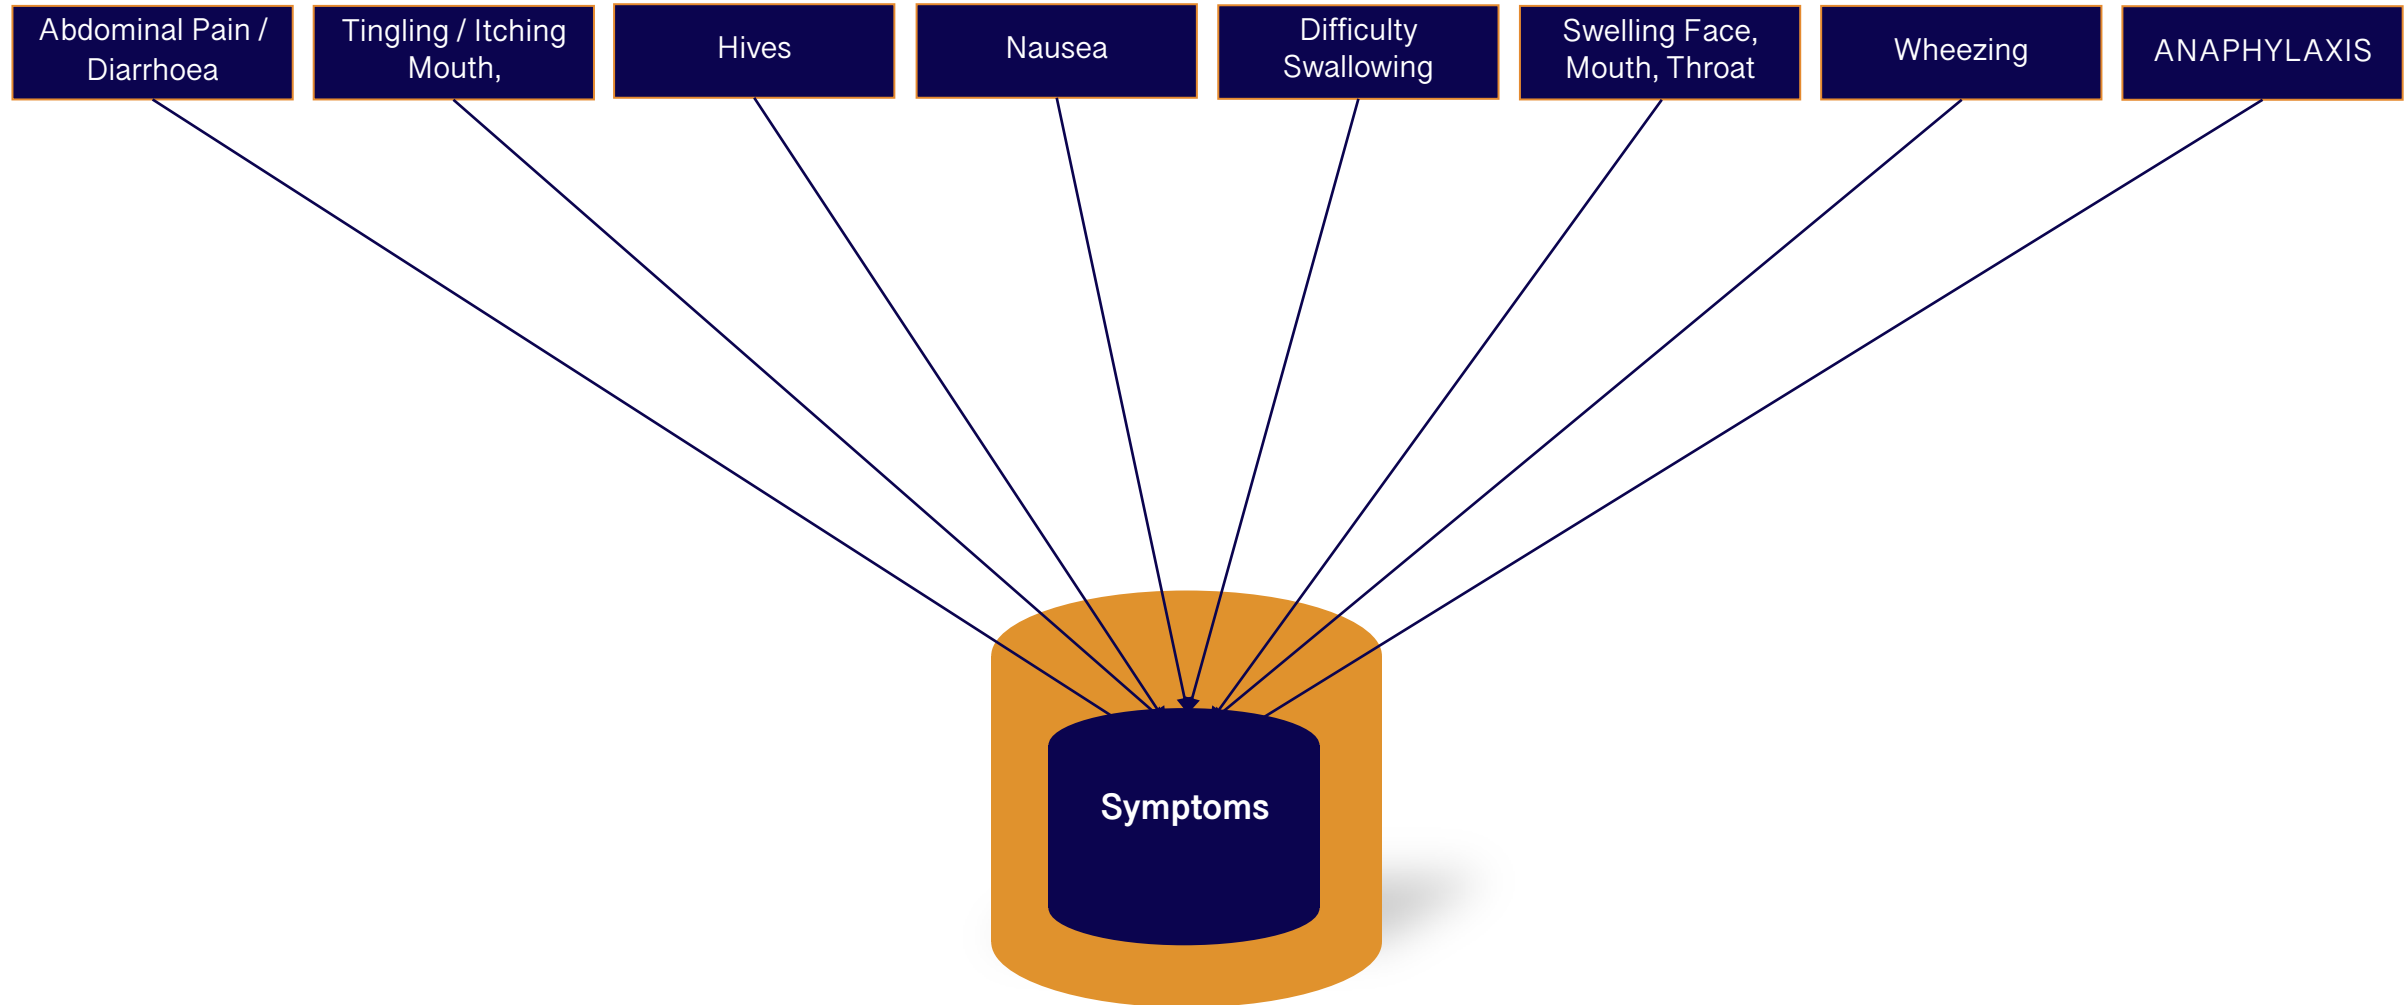 Abdominal Pain /
Diarrhoea
Tingling / Itching
Mouth,
Hives
Nausea
Difficulty
Swallowing
Swelling Face,
Mouth, Throat
Wheezing
ANAPHYLAXIS
Symptoms